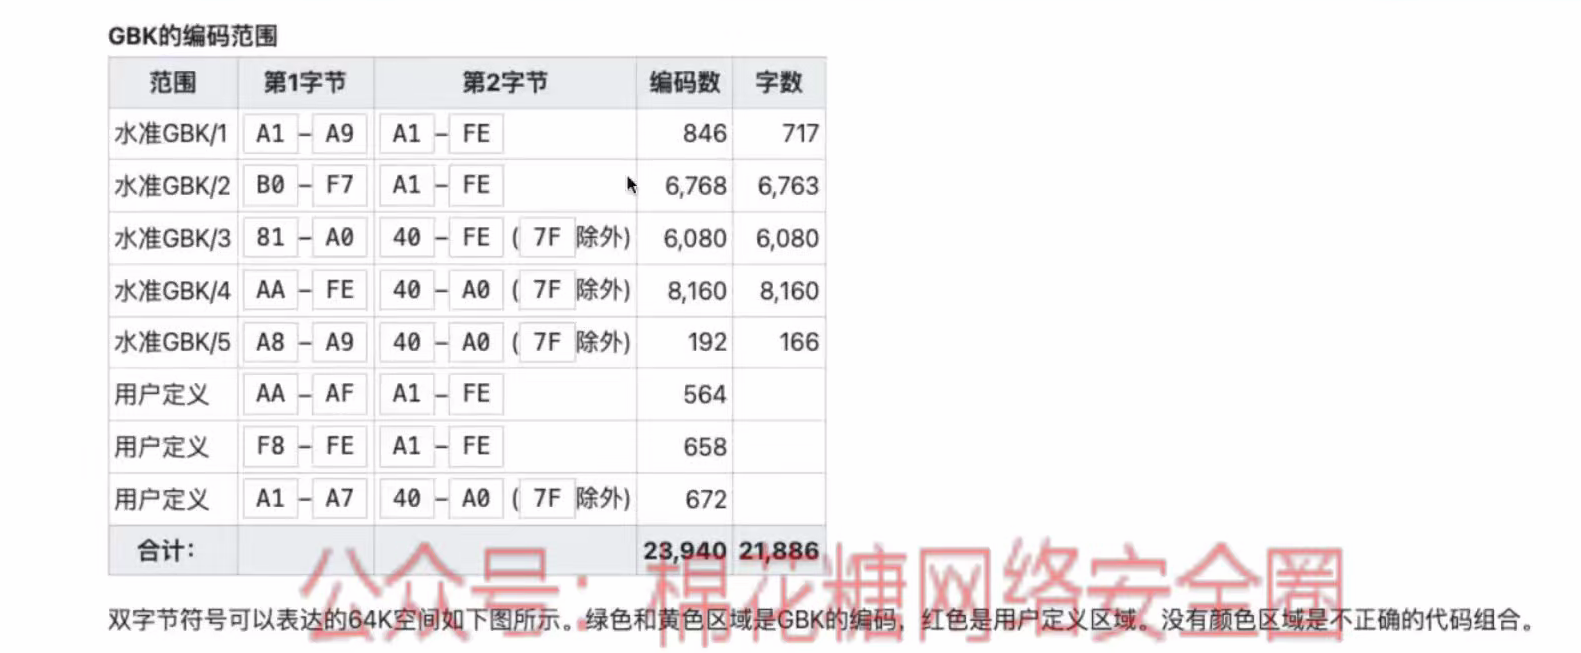 GBK的编码范围
范围 第1字节 第2字节 编码数 字数
水准GBK/1 A1 – A9 A1 – FE 846 717
水准GBK/2 B0 – F7 A1 – FE 6,768 6,763
水准GBK/3 81 – A0 40 – FE ( 7F 除外) 6,080 6,080
水准GBK/4 AA – FE 40 – A0 ( 7F 除外) 8,160 8,160
水准GBK/5 A8 – A9 40 – A0 ( 7F 除外) 192 166
用户定义 AA – AF A1 – FE 564
用户定义 F8 – FE A1 – FE 658
用户定义 A1 – A7 40 – A0 ( 7F 除外) 672
合计： 23,940 21,886
公众号：棉花糖网络安全圈
双字节符号可以表达的64K空间如下图所示。绿色和黄色区域是GBK的编码，红色是用户定义区域。没有颜色区域是不正确的代码组合。